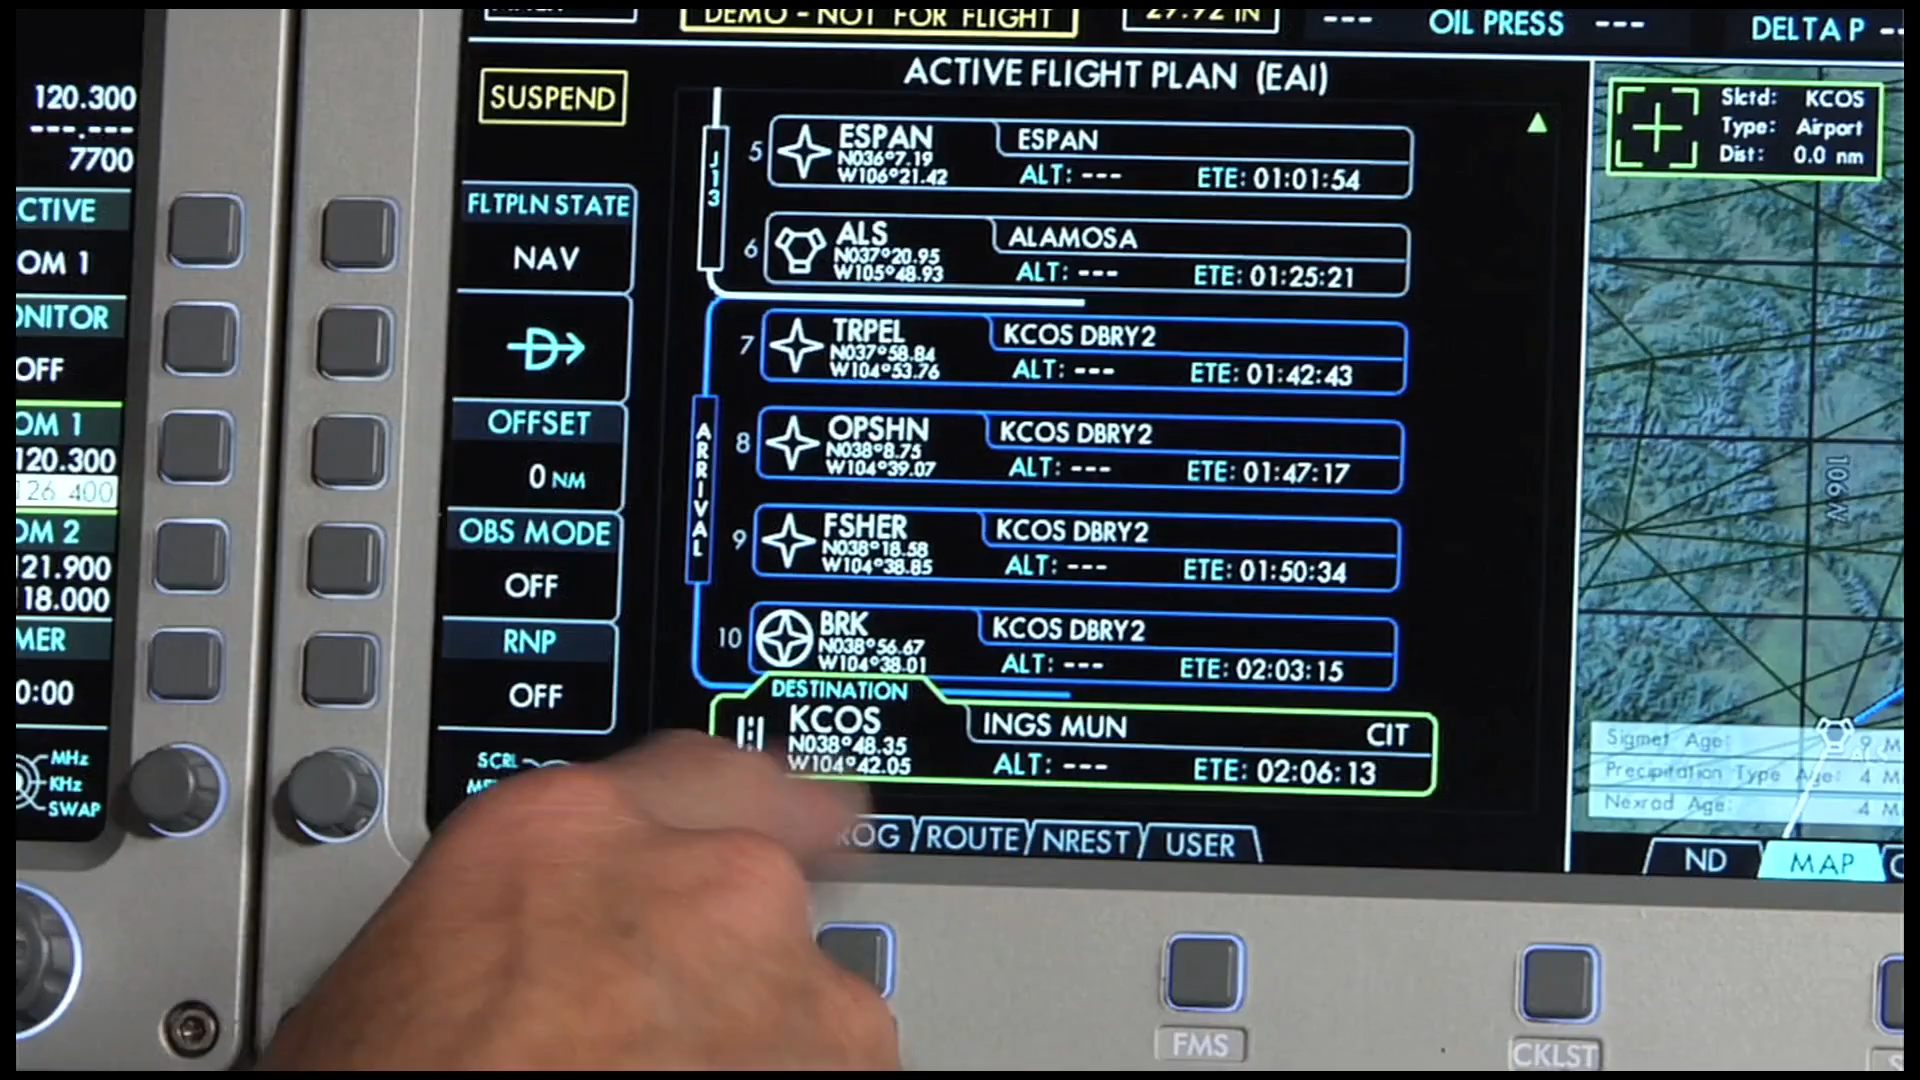 DEMO - NOT FOR FLIGHT
29.92 IN
---
OIL PRESS
---
DELTA P
120.300
---.---
7700
OM 1
OFF
OM 1
120.300
126.400
OM 2
121.900
118.000
0:00
MHz
KHz
SWAP
SUSPEND
FLTPLN STATE
NAV
OFFSET
0 NM
OBS MODE
OFF
RNP
OFF
SCRL
ACTIVE FLIGHT PLAN (EAI)
J13
5
ESPAN
N036°7.19
W106°21.42
ESPAN
ALT: ---
ETE: 01:01:54
6
ALS
N037°20.95
W105°48.93
ALAMOSA
ALT: ---
ETE: 01:25:21
ARRIVAL
7
TRPEL
N037°58.84
W104°53.76
KCOS DBRY2
ALT: ---
ETE: 01:42:43
8
OPSHN
N038°8.75
W104°39.07
KCOS DBRY2
ALT: ---
ETE: 01:47:17
9
FSHER
N038°18.58
W104°38.85
KCOS DBRY2
ALT: ---
ETE: 01:50:34
10
BRK
N038°56.67
W104°38.01
KCOS DBRY2
ALT: ---
ETE: 02:03:15
DESTINATION
KCOS
N038°48.35
W104°42.05
INGS MUN
CIT
ALT: ---
ETE: 02:06:13
ROG
ROUTE
NREST
USER
Slctd: KCOS
Type: Airport
Dist: 0.0 nm
106W
Sigmet Age:
Precipitation Type Age: 4 M
Nexrad Age: 4 M
ND
MAP
FMS
CKLST